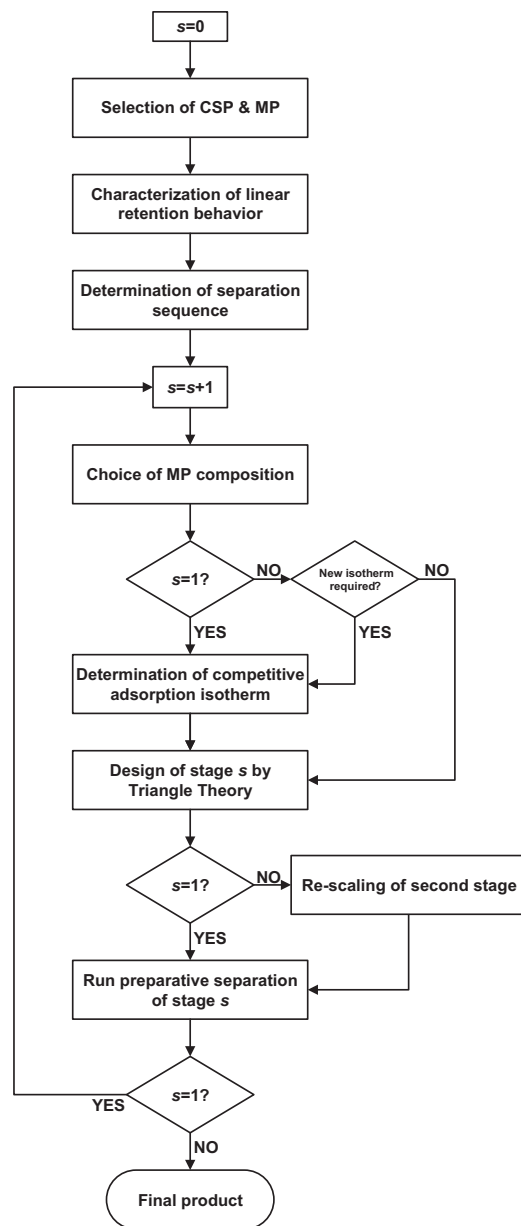 s=0
Selection of CSP & MP
Characterization of linear
retention behavior
Determination of separation
sequence
s=s+1
Choice of MP composition
s=1?
NO
New isotherm
required?
NO
YES
YES
Determination of competitive
adsorption isotherm
Design of stage s by
Triangle Theory
s=1?
NO
Re-scaling of second stage
YES
Run preparative separation
of stage s
s=1?
YES
NO
Final product